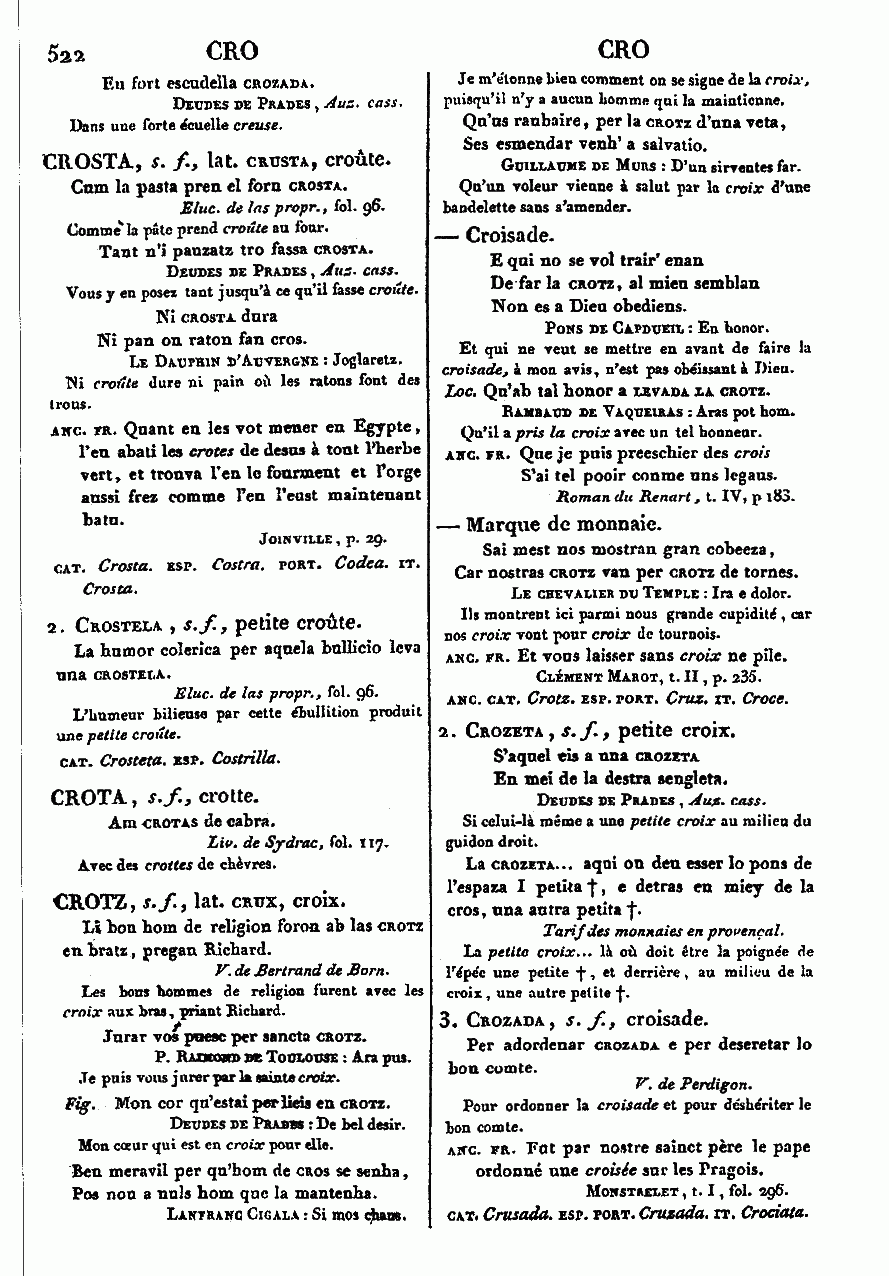 522 CRO CRO
En fort escudella CROZADA.
DEUDES DE PRADES, Auz. cass.
Dans une forte écuelle creuse.
CROSTA, s. f., lat. CRUSTA, croûte.
Cum la pasta pren el forn CROSTA.
Eluc. de las propr., fol. 96.
Comme la pâte prend croûte au four.
Tant n'i pauzatz tro fassa CROSTA.
DEUDES DE PRADES, Auz. cass.
Vous y en posez tant jusqu'à ce qu'il fasse croûte.
Ni CROSTA dura
Ni pan on raton fan cros.
LE DAUPHIN D'AUVERGNE : Joglaretz.
Ni croûte dure ni pain où les ratons font des
trous.
ANC. FR. Quant en les vot mener en Egypte,
l'en abati les crotes de desus à tout l'herbe
vert, et trouva l'en le fourment et l'orge
aussi frez comme l'en l'eust maintenant
batu.
JOINVILLE, p. 29.
CAT. Crosta. ESP. Costra. PORT. Codea. IT.
Crosta.
2. CROSTELA , s. f., petite croûte.
La humor colerica per aquela bullicio leva
una CROSTELA.
Eluc. de las propr., fol. 96.
L'humeur bilieuse par cette ébullition produit
une petite croûte.
CAT. Crosteta. ESP. Costrilla.
CROTA, s. f., crotte.
Am CROTAS de cabra.
Liv. de Sydrac, fol. 117.
Avec des crottes de chèvres.
CROTZ, s. f., lat. CRUX, croix.
Li bon hom de religion foron ab las CROTZ
en bratz, pregan Richard.
V. de Bertrand de Born.
Les bons hommes de religion furent avec les
croix aux bras, priant Richard.
Jurar vos puesc per sancta CROTZ.
P. RAIMOND DE TOULOUSE : Ara pus.
Je puis vous jurer par la sainte croix.
Fig. Mon cor qu'estai per lieis en CROTZ.
DEUDES DE PRADES : De bel desir.
Mon cœur qui est en croix pour elle.
Ben meravil per qu'hom de CROS se senha,
Pos non a nuls hom que la mantenha.
LANFRANC CIGALA : Si mos chans.
Je m'étonne bien comment on se signe de la croix,
puisqu'il n'y a aucun homme qui la maintienne.
Qu'us raubaire, per la CROTZ d'una veta,
Ses esmendar venh' a salvatio.
GUILLAUME DE MURS : D'un sirventes far.
Qu'un voleur vienne à salut par la croix d'une
bandelette sans s'amender.
— Croisade.
E qui no se vol trair' enan
De far la CROTZ, al mieu semblan
Non es a Dieu obediens.
PONS DE CAPDUEIL : En honor.
Et qui ne veut se mettre en avant de faire la
croisade, à mon avis, n'est pas obéissant à Dieu.
Loc. Qu'ab tal honor a LEVADA LA CROTZ.
RAMBAUD DE VAQUEIRAS : Aras pot hom.
Qu'il a pris la croix avec un tel honneur.
ANC. FR. Que je puis preeschier des crois
S'ai tel pooir conme uns legaus.
Roman du Renart, t. IV, p 183.
— Marque de monnaie.
Sai mest nos mostran gran cobeeza,
Car nostras CROTZ van per CROTZ de tornes.
LE CHEVALIER DU TEMPLE : Ira e dolor.
Ils montrent ici parmi nous grande cupidité, car
nos croix vont pour croix de tournois.
ANC. FR. Et vous laisser sans croix ne pile.
CLÉMENT MAROT, t. II, p. 235.
ANC. CAT. Crotz. ESP. PORT. Cruz. IT. Croce.
2. CROZETA, s. f., petite croix.
S'aquel eis a una CROZETA
En mei de la destra sengleta.
DEUDES DE PRADES, Auz. cass.
Si celui-là même a une petite croix au milieu du
guidon droit.
La CROZETA... aqui on deu esser lo pons de
l'espaza I petita †, e detras en miey de la
cros, una autra petita †.
Tarif des monnaies en provençal.
La petite croix... là où doit être la poignée de
l'épée une petite †, et derrière, au milieu de la
croix, une autre petite †.
3. CROZADA, s. f., croisade.
Per adordenar CROZADA e per deseretar lo
bon comte.
V. de Perdigon.
Pour ordonner la croisade et pour déshériter le
bon comte.
ANC. FR. Fut par nostre sainct père le pape
ordonné une croisée sur les Pragois.
MONSTRELET, t. I, fol. 296.
CAT. Crusada. ESP. PORT. Cruzada. IT. Crociata.